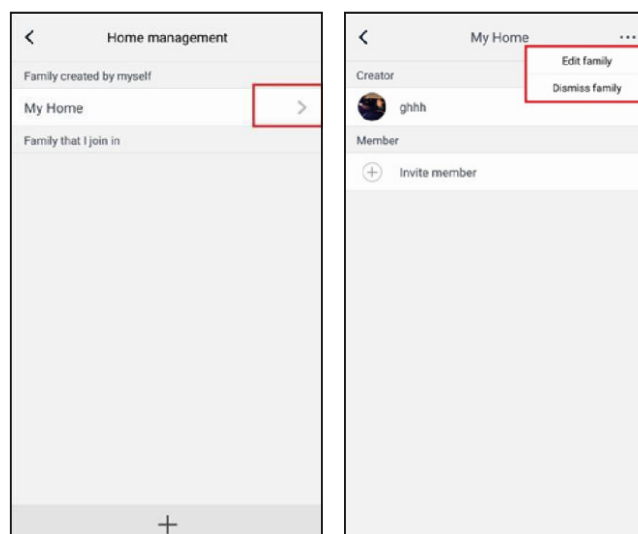 Home management
Family created by myself
My Home
Family that I join in
My Home
Edit family
Dismiss family
Creator
ghhh
Member
Invite member